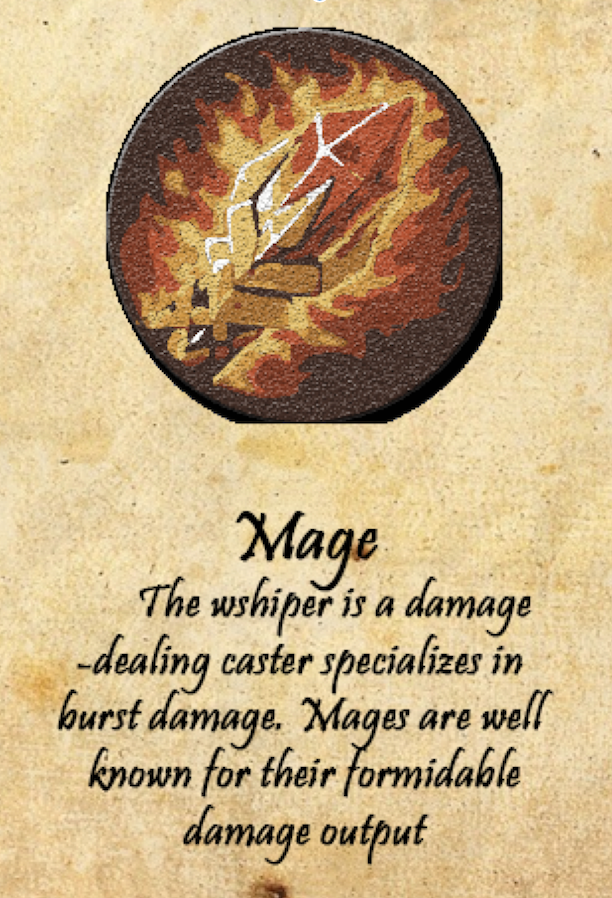 Mage
The wshiper is a damage
-dealing caster specializes in
burst damage. Mages are well
known for their formidable
damage output